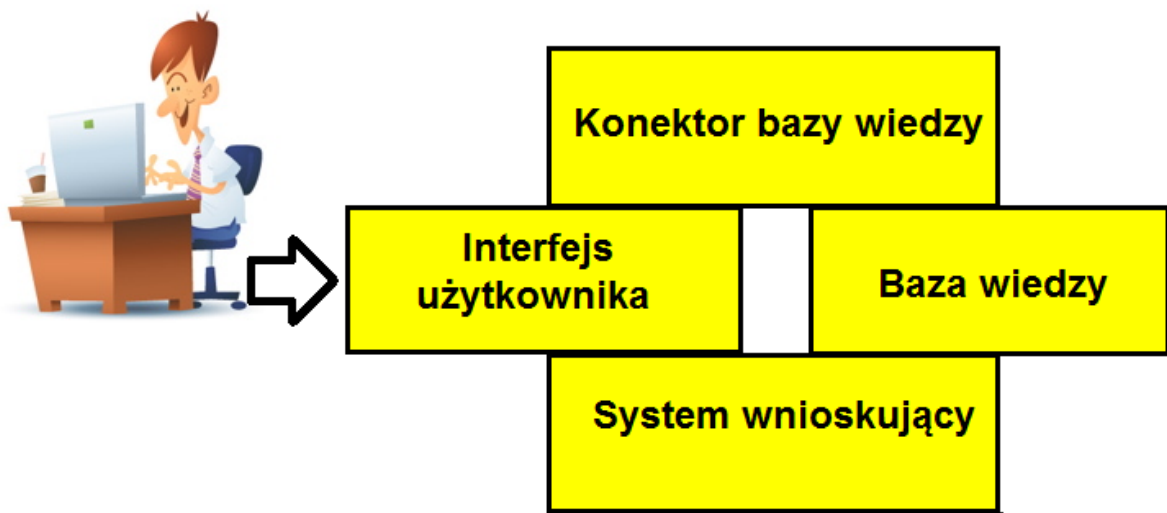 Konektor bazy wiedzy
Interfejs
użytkownika
Baza wiedzy
System wnioskujący